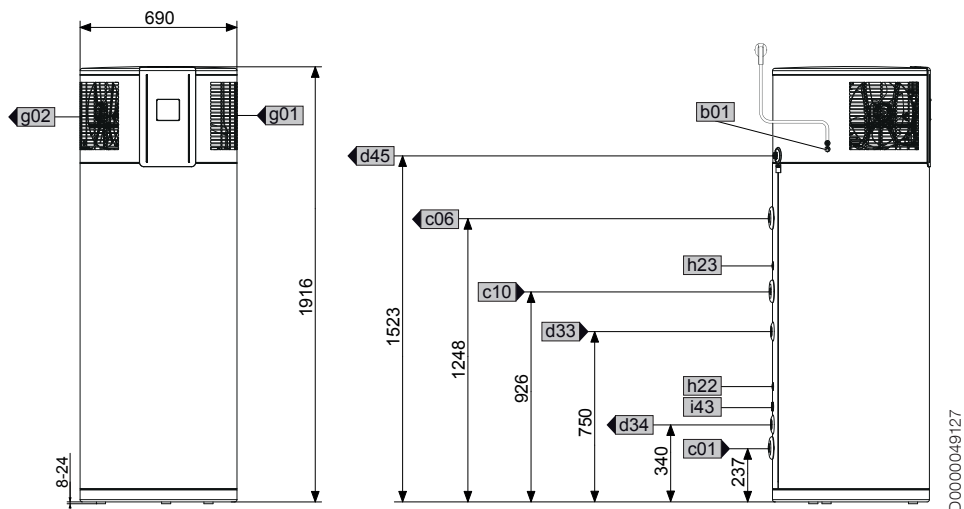 690
g02
g01
b01
d45
c06
h23
c10
d33
h22
i43
d34
c01
1916
1523
1248
926
750
340
237
8-24
D0000049127